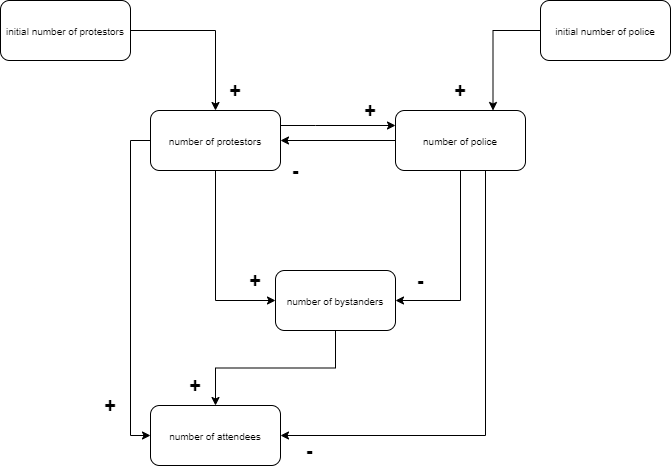 initial number of protestors
initial number of police
+
+
+
number of protestors
number of police
-
+
-
number of bystanders
+
+
number of attendees
-